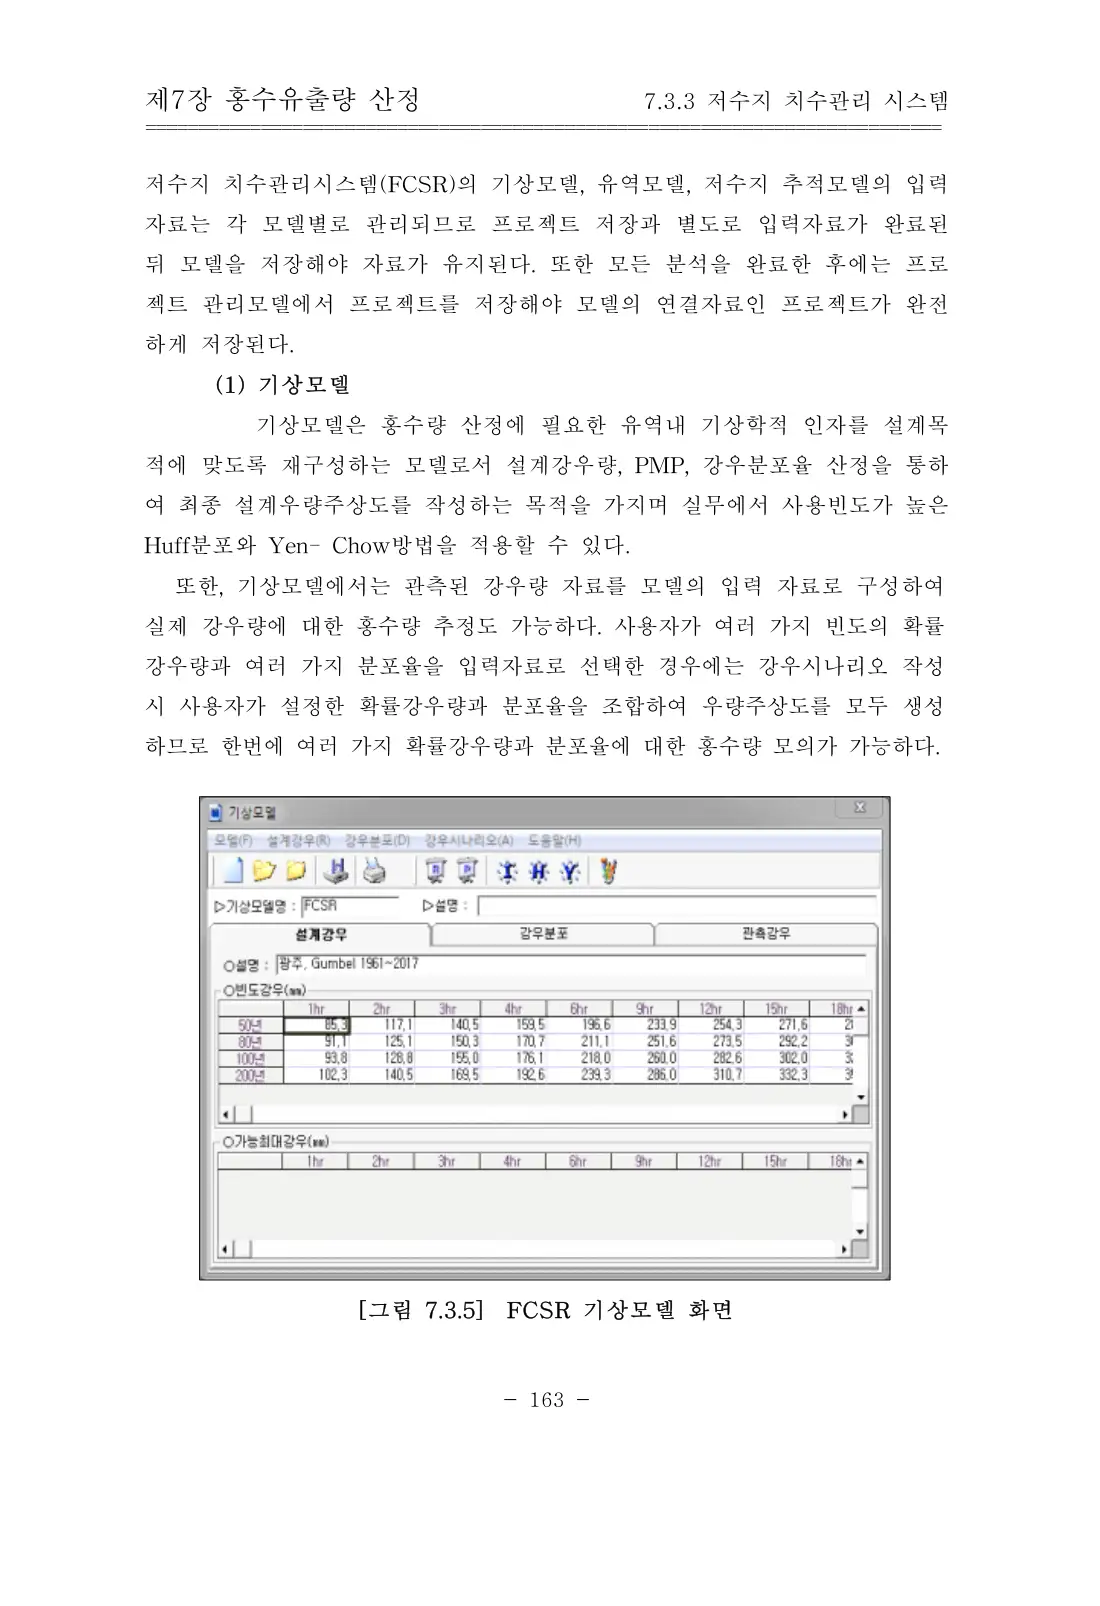 제7장 홍수유출량 산정 7.3.3 저수지 치수관리 시스템
저수지 치수관리시스템(FCSR)의 기상모델, 유역모델, 저수지 추적모델의 입력
자료는 각 모델별로 관리되므로 프로젝트 저장과 별도로 입력자료가 완료된
뒤 모델을 저장해야 자료가 유지된다. 또한 모든 분석을 완료한 후에는 프로
젝트 관리모델에서 프로젝트를 저장해야 모델의 연결자료인 프로젝트가 완전
하게 저장된다.
(1) 기상모델
기상모델은 홍수량 산정에 필요한 유역내 기상학적 인자를 설계목
적에 맞도록 재구성하는 모델로서 설계강우량, PMP, 강우분포율 산정을 통하
여 최종 설계우량주상도를 작성하는 목적을 가지며 실무에서 사용빈도가 높은
Huff분포와 Yen- Chow방법을 적용할 수 있다.
또한, 기상모델에서는 관측된 강우량 자료를 모델의 입력 자료로 구성하여
실제 강우량에 대한 홍수량 추정도 가능하다. 사용자가 여러 가지 빈도의 확률
강우량과 여러 가지 분포율을 입력자료로 선택한 경우에는 강우시나리오 작성
시 사용자가 설정한 확률강우량과 분포율을 조합하여 우량주상도를 모두 생성
하므로 한번에 여러 가지 확률강우량과 분포율에 대한 홍수량 모의가 가능하다.
기상모델
모델(F) 설계강우(R) 강우분포(D) 강우시나리오(A) 도움말(H)
▷기상모델명 : FCSR ▷설명 :
설계강우 강우분포 관측강우
○설명 : 광주, Gumbel 1961~2017
○빈도강우(㎜)
1hr 2hr 3hr 4hr 6hr 9hr 12hr 15hr 18hr
50년 85,3 117,1 140,5 159,5 196,6 233,9 254,3 271,6
80년 91,1 125,1 150,3 170,7 211,1 251,6 273,5 292,2
100년 93,8 128,8 155,0 176,1 218,0 260,0 282,6 302,0
200년 102,3 140,5 169,5 192,6 239,3 286,0 310,7 332,3
○가능최대강우(㎜)
1hr 2hr 3hr 4hr 6hr 9hr 12hr 15hr 18hr
[그림 7.3.5] FCSR 기상모델 화면
- 163 -